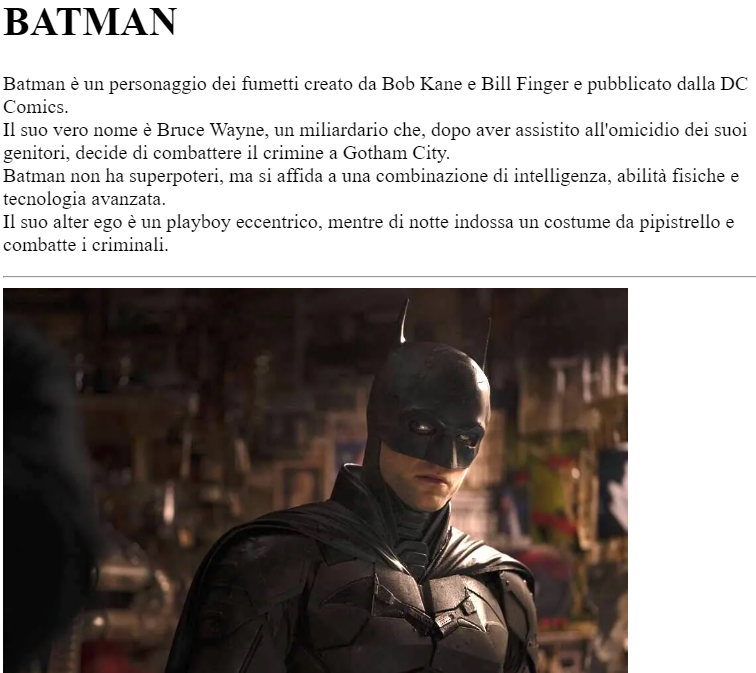 BATMAN
Batman è un personaggio dei fumetti creato da Bob Kane e Bill Finger e pubblicato dalla DC
Comics.
Il suo vero nome è Bruce Wayne, un miliardario che, dopo aver assistito all'omicidio dei suoi
genitori, decide di combattere il crimine a Gotham City.
Batman non ha superpoteri, ma si affida a una combinazione di intelligenza, abilità fisiche e
tecnologia avanzata.
Il suo alter ego è un playboy eccentrico, mentre di notte indossa un costume da pipistrello e
combatte i criminali.
THE